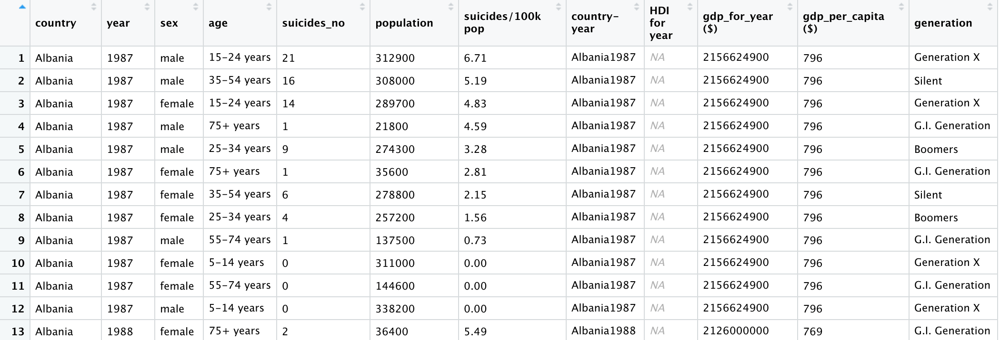 country year sex age suicides_no population suicides/100k pop country-year HDI for year gdp_for_year ($) gdp_per_capita ($) generation
1 Albania 1987 male 15-24 years 21 312900 6.71 Albania1987 NA 2156624900 796 Generation X
2 Albania 1987 male 35-54 years 16 308000 5.19 Albania1987 NA 2156624900 796 Silent
3 Albania 1987 female 15-24 years 14 289700 4.83 Albania1987 NA 2156624900 796 Generation X
4 Albania 1987 male 75+ years 1 21800 4.59 Albania1987 NA 2156624900 796 G.I. Generation
5 Albania 1987 male 25-34 years 9 274300 3.28 Albania1987 NA 2156624900 796 Boomers
6 Albania 1987 female 75+ years 1 35600 2.81 Albania1987 NA 2156624900 796 G.I. Generation
7 Albania 1987 female 35-54 years 6 278800 2.15 Albania1987 NA 2156624900 796 Silent
8 Albania 1987 female 25-34 years 4 257200 1.56 Albania1987 NA 2156624900 796 Boomers
9 Albania 1987 male 55-74 years 1 137500 0.73 Albania1987 NA 2156624900 796 G.I. Generation
10 Albania 1987 female 5-14 years 0 311000 0.00 Albania1987 NA 2156624900 796 Generation X
11 Albania 1987 female 55-74 years 0 144600 0.00 Albania1987 NA 2156624900 796 G.I. Generation
12 Albania 1987 male 5-14 years 0 338200 0.00 Albania1987 NA 2156624900 796 Generation X
13 Albania 1988 female 75+ years 2 36400 5.49 Albania1988 NA 2126000000 769 G.I. Generation